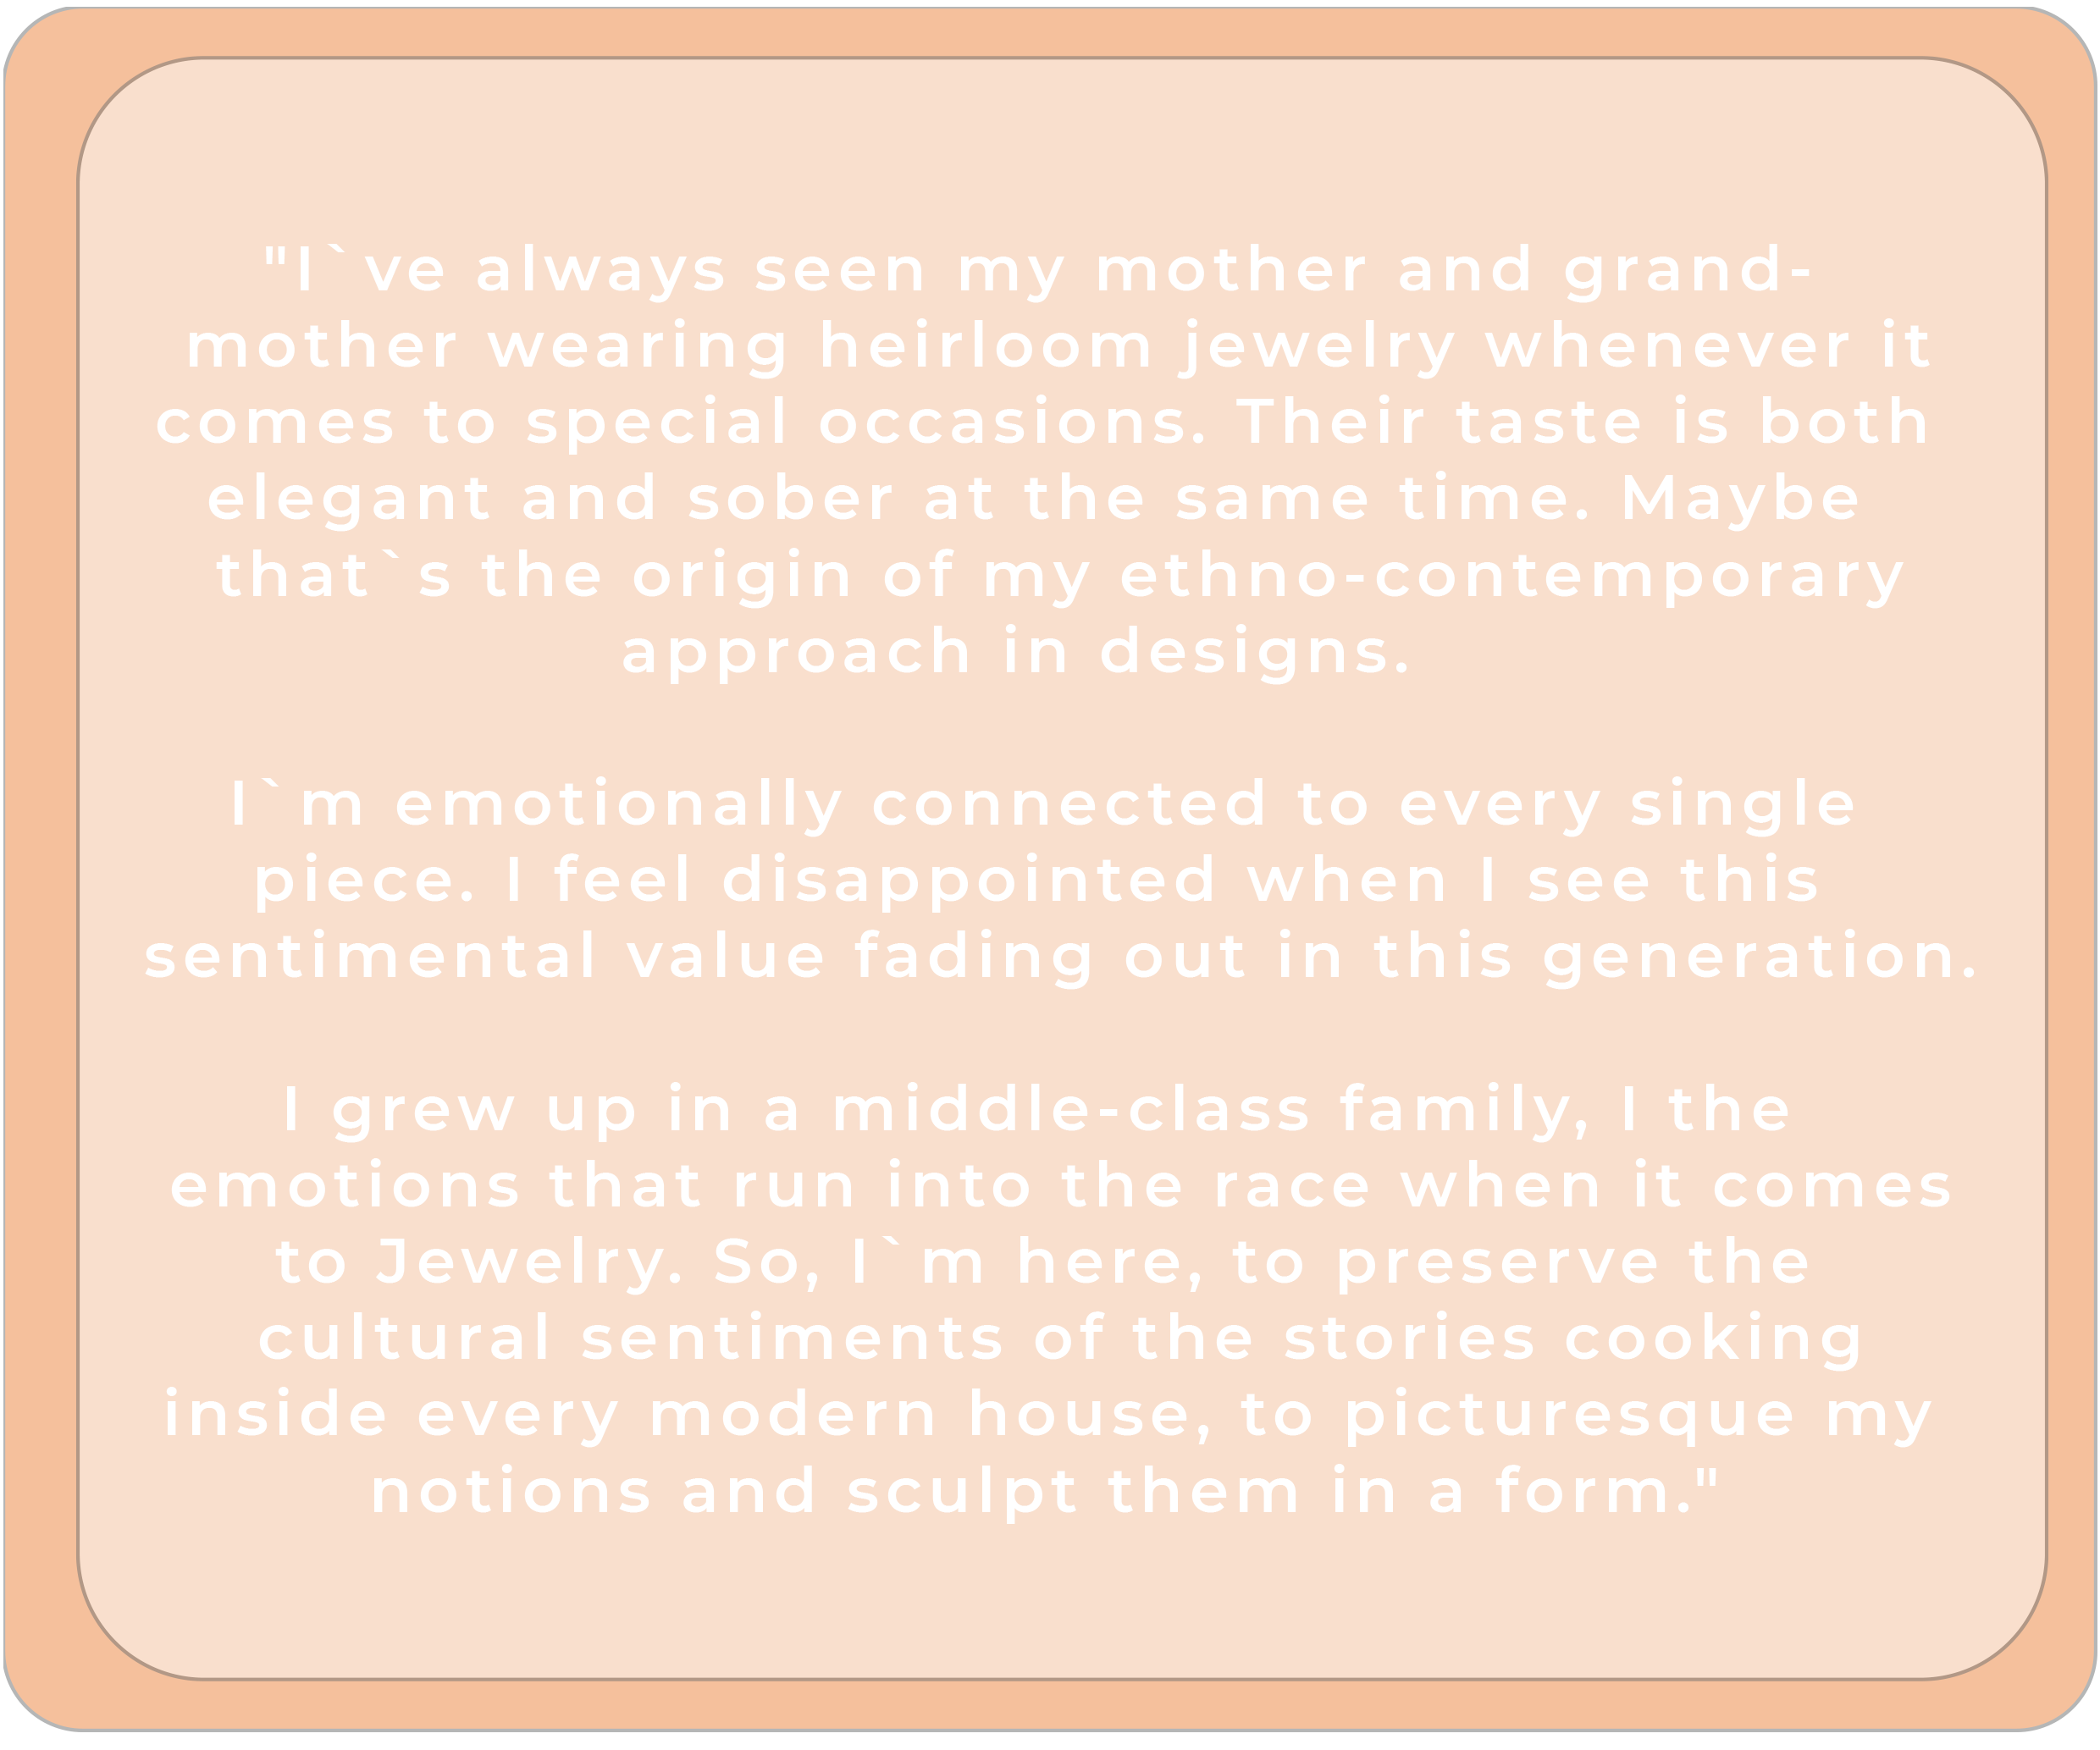 "I`ve always seen my mother and grand-
mother wearing heirloom jewelry whenever it
comes to special occasions. Their taste is both
elegant and sober at the same time. Maybe
that`s the origin of my ethno-contemporary
approach in designs.
I`m emotionally connected to every single
piece. I feel disappointed when I see this
sentimental value fading out in this generation.
I grew up in a middle-class family, I the
emotions that run into the race when it comes
to Jewelry. So, I`m here, to preserve the
cultural sentiments of the stories cooking
inside every modern house, to picturesque my
notions and sculpt them in a form."